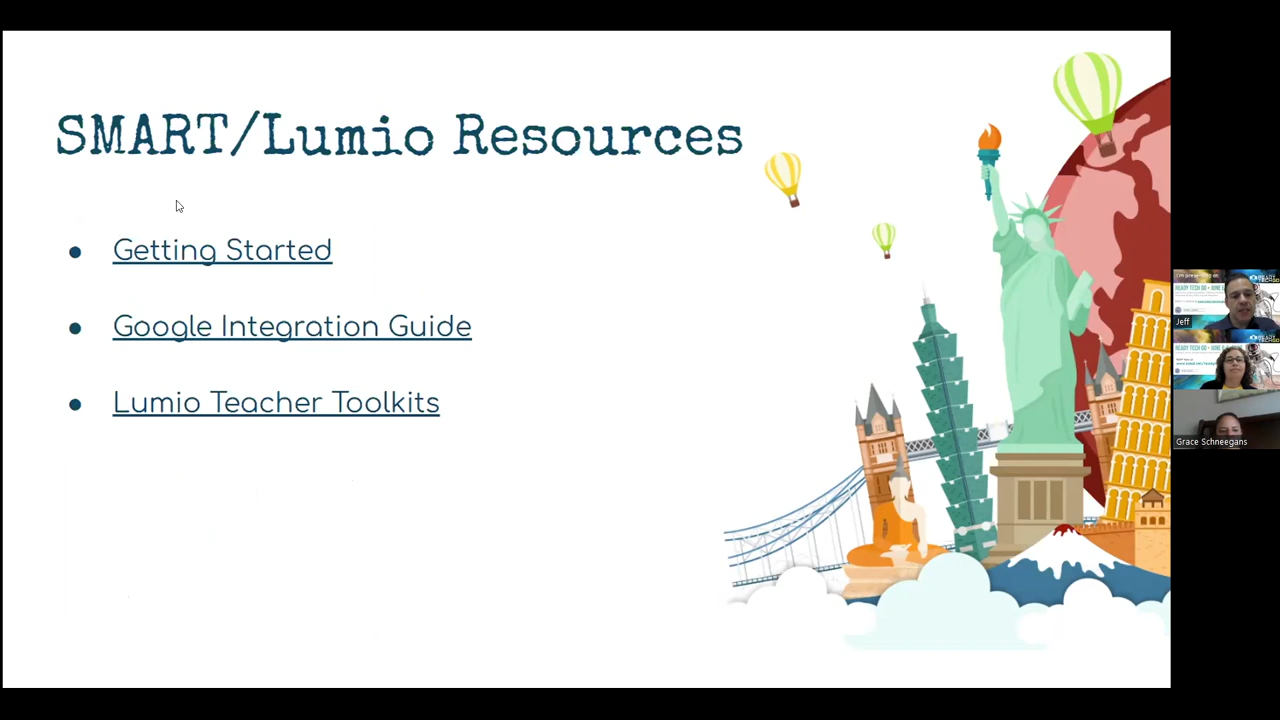 SMART/Lumio Resources
Getting Started
Google Integration Guide
Lumio Teacher Toolkits
Jeff
Grace Schneegans